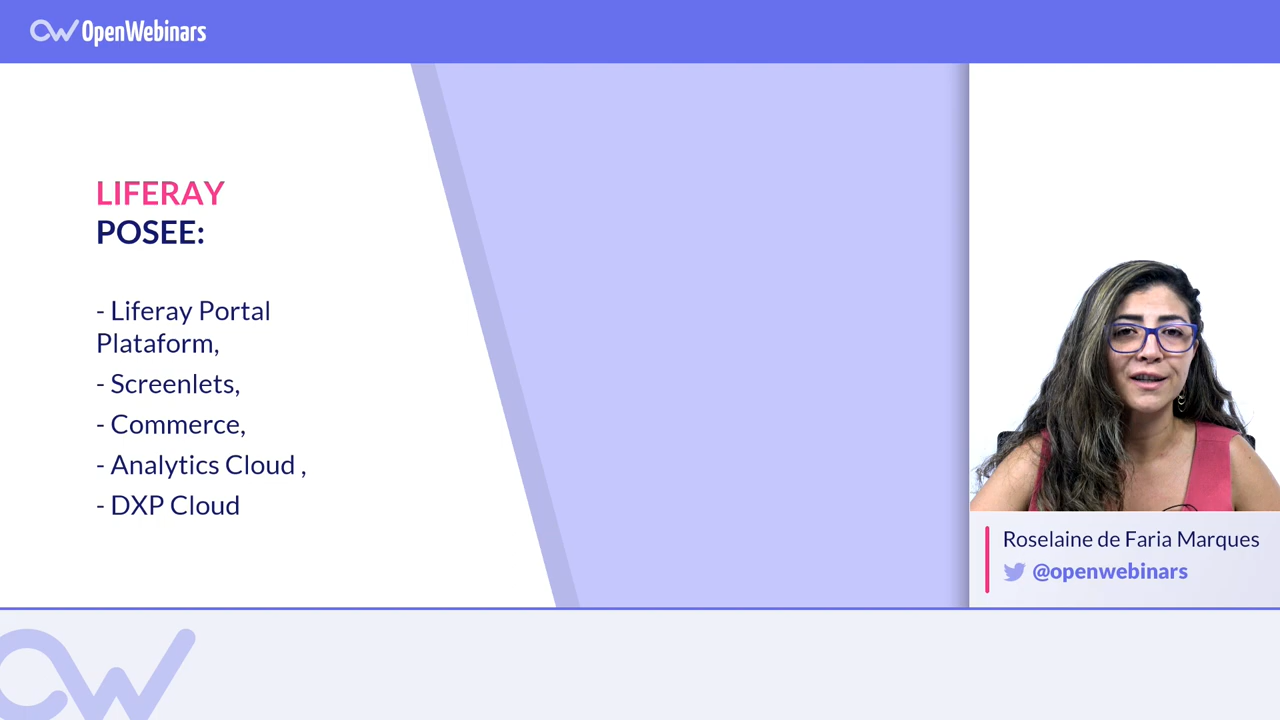 OpenWebinars
LIFERAY
POSEE:
- Liferay Portal
Plataform,
- Screenlets,
- Commerce,
- Analytics Cloud ,
- DXP Cloud
Roselaine de Faria Marques
@openwebinars